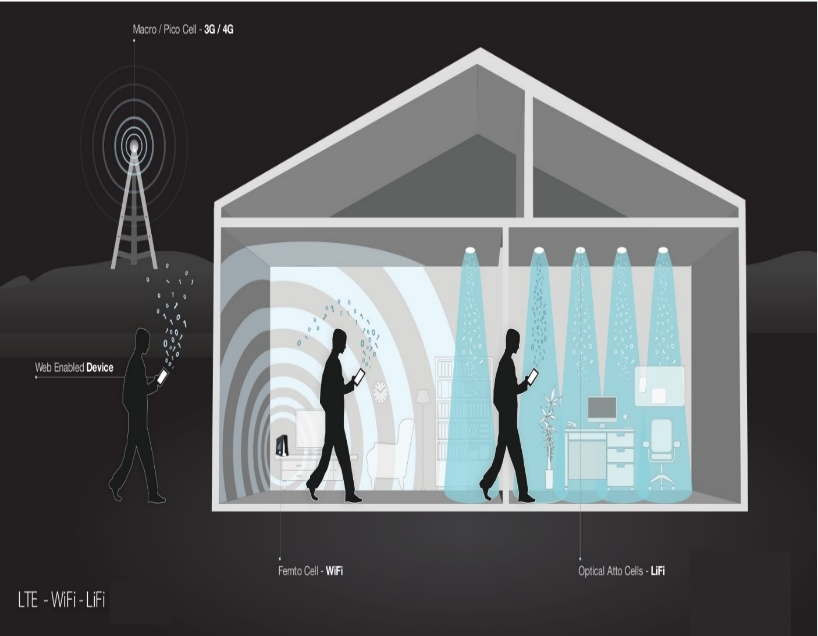 Macro / Pico Cell - 3G / 4G
Web Enabled Device
Femto Cell - WiFi
Optical Atto Cells - LiFi
LTE - WiFi - LiFi